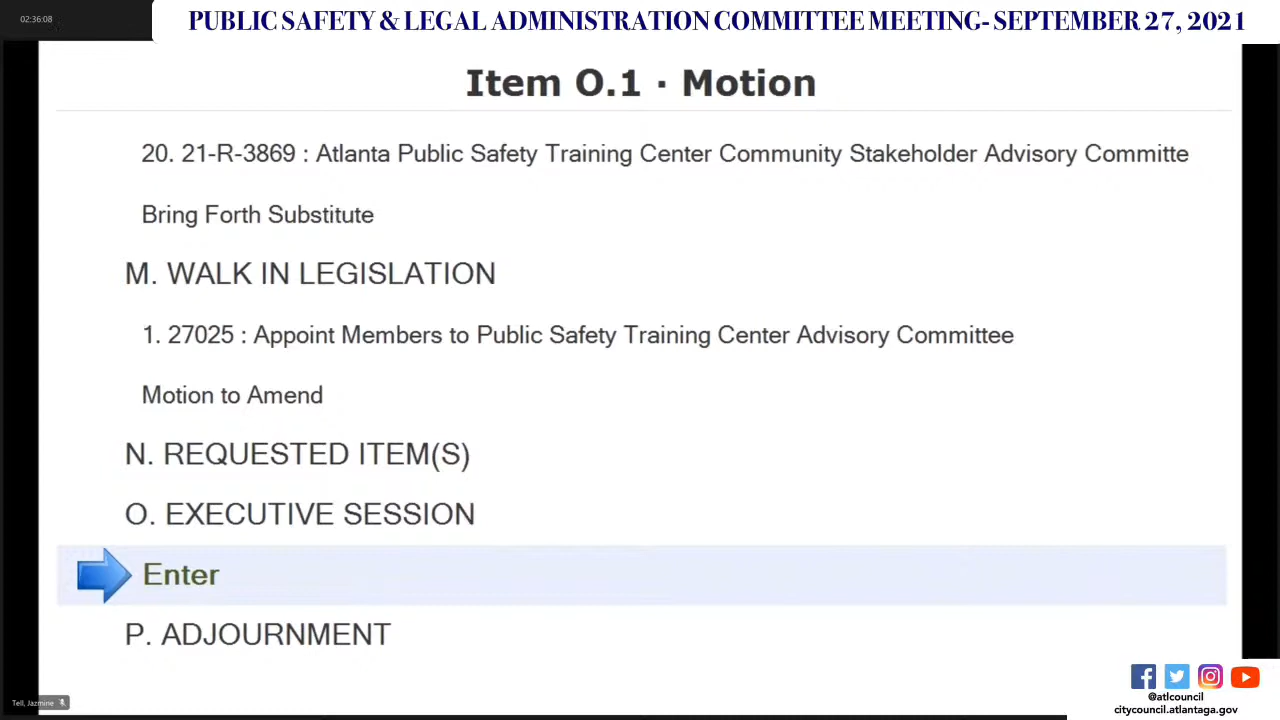 02:36:08
PUBLIC SAFETY & LEGAL ADMINISTRATION COMMITTEE MEETING- SEPTEMBER 27, 2021
Item O.1 · Motion
20. 21-R-3869 : Atlanta Public Safety Training Center Community Stakeholder Advisory Committe
Bring Forth Substitute
M. WALK IN LEGISLATION
1. 27025 : Appoint Members to Public Safety Training Center Advisory Committee
Motion to Amend
N. REQUESTED ITEM(S)
O. EXECUTIVE SESSION
Enter
P. ADJOURNMENT
Tell, Jazmine
@atlcouncil
citycouncil.atlantaga.gov